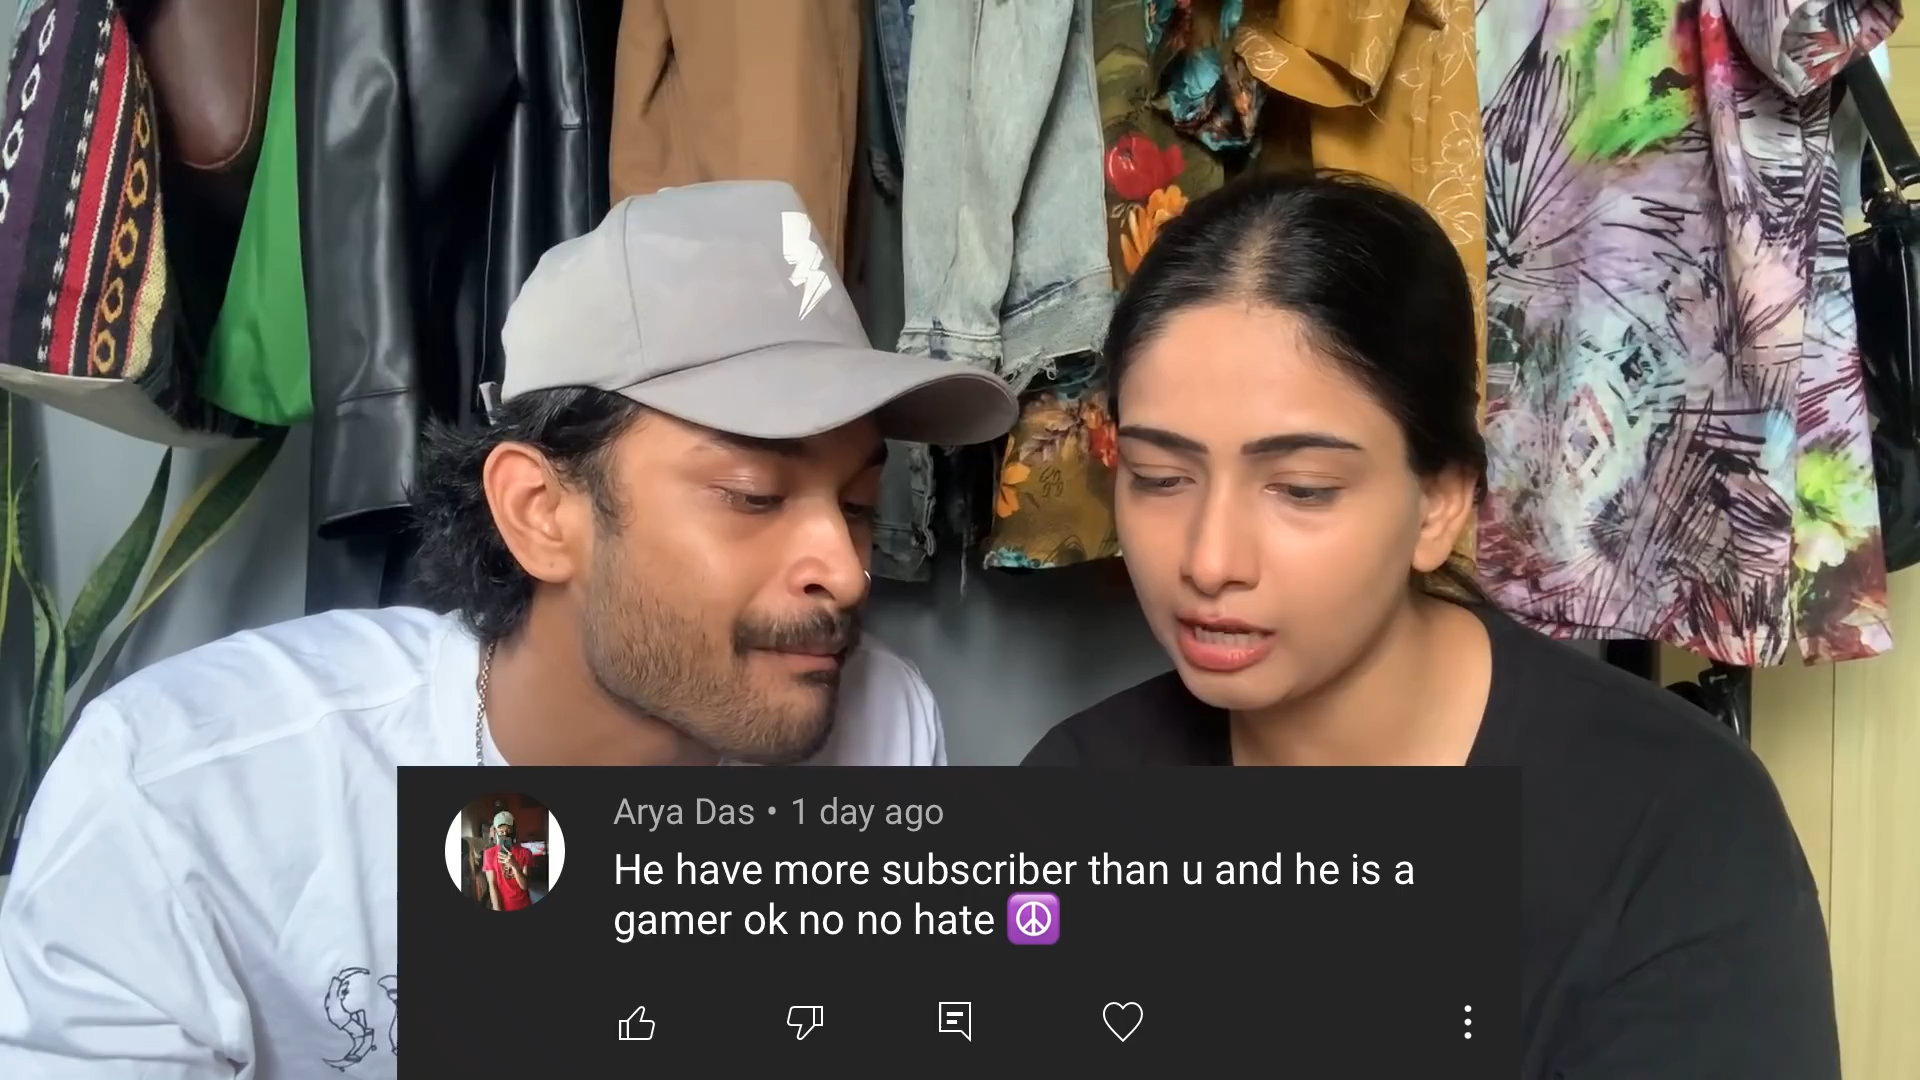 Arya Das • 1 day ago
He have more subscriber than u and he is a
gamer ok no no hate ☮️